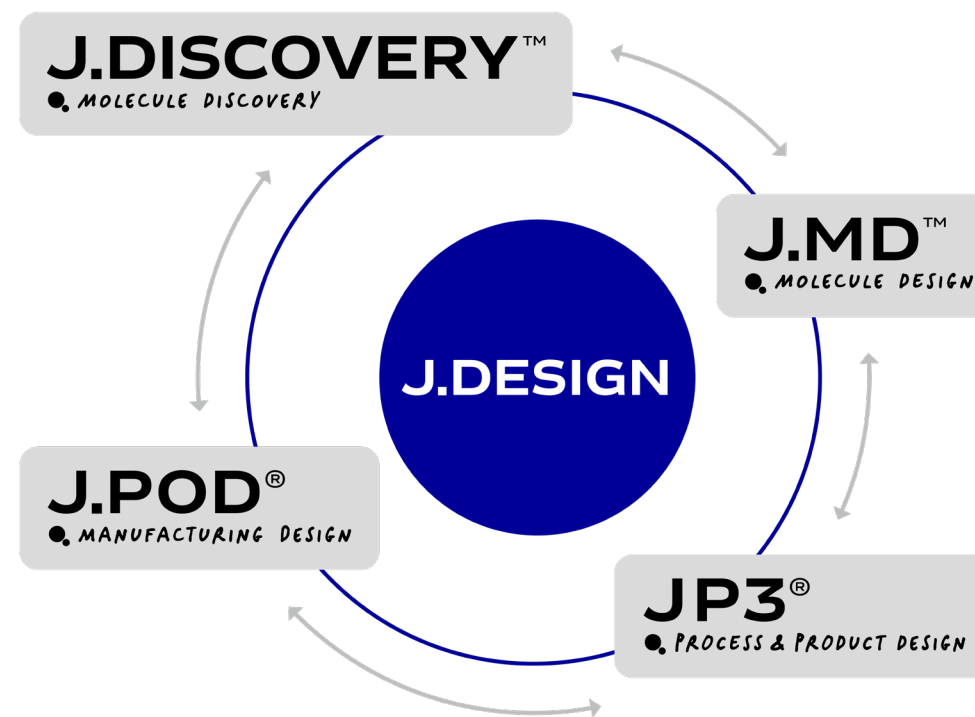 J.DISCOVERY™
MOLECULE DISCOVERY
J.MD™
MOLECULE DESIGN
J.DESIGN
J.POD®
MANUFACTURING DESIGN
JP3®
PROCESS & PRODUCT DESIGN